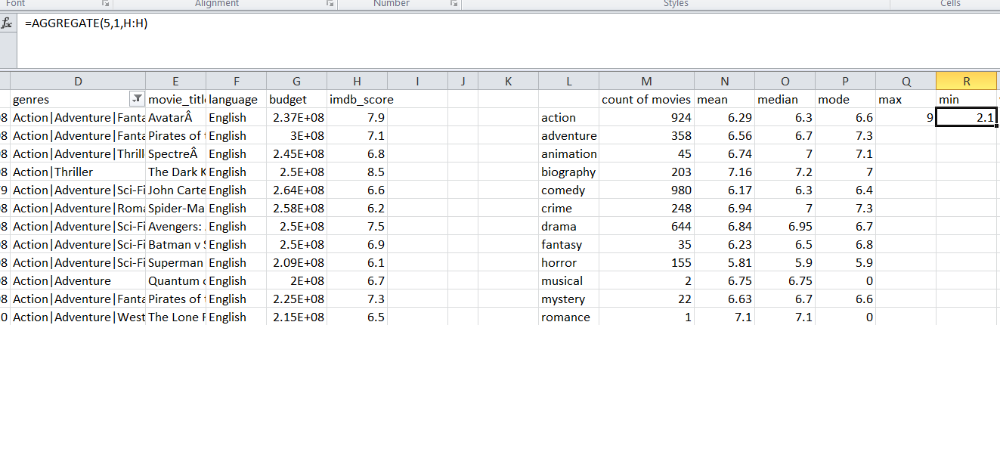 Font Alignment Number Styles Cells
fx =AGGREGATE(5,1,H:H)
D E F G H I J K L M N O P Q R
genres movie_titl language budget imdb_score count of movies mean median mode max min
08 Action|Adventure|Fanta AvatarÂ English 2.37E+08 7.9 action 924 6.29 6.3 6.6 9 2.1
08 Action|Adventure|Fanta Pirates of t English 3E+08 7.1 adventure 358 6.56 6.7 7.3
08 Action|Adventure|Thrill SpectreÂ English 2.45E+08 6.8 animation 45 6.74 7 7.1
08 Action|Thriller The Dark K English 2.5E+08 8.5 biography 203 7.16 7.2 7
79 Action|Adventure|Sci-Fi John Carte English 2.64E+08 6.6 comedy 980 6.17 6.3 6.4
08 Action|Adventure|Roma Spider-Ma English 2.58E+08 6.2 crime 248 6.94 7 7.3
08 Action|Adventure|Sci-Fi Avengers: English 2.5E+08 7.5 drama 644 6.84 6.95 6.7
08 Action|Adventure|Sci-Fi Batman v S English 2.5E+08 6.9 fantasy 35 6.23 6.5 6.8
08 Action|Adventure|Sci-Fi Superman English 2.09E+08 6.1 horror 155 5.81 5.9 5.9
08 Action|Adventure Quantum o English 2E+08 6.7 musical 2 6.75 6.75 0
08 Action|Adventure|Fanta Pirates of t English 2.25E+08 7.3 mystery 22 6.63 6.7 6.6
0 Action|Adventure|West The Lone R English 2.15E+08 6.5 romance 1 7.1 7.1 0